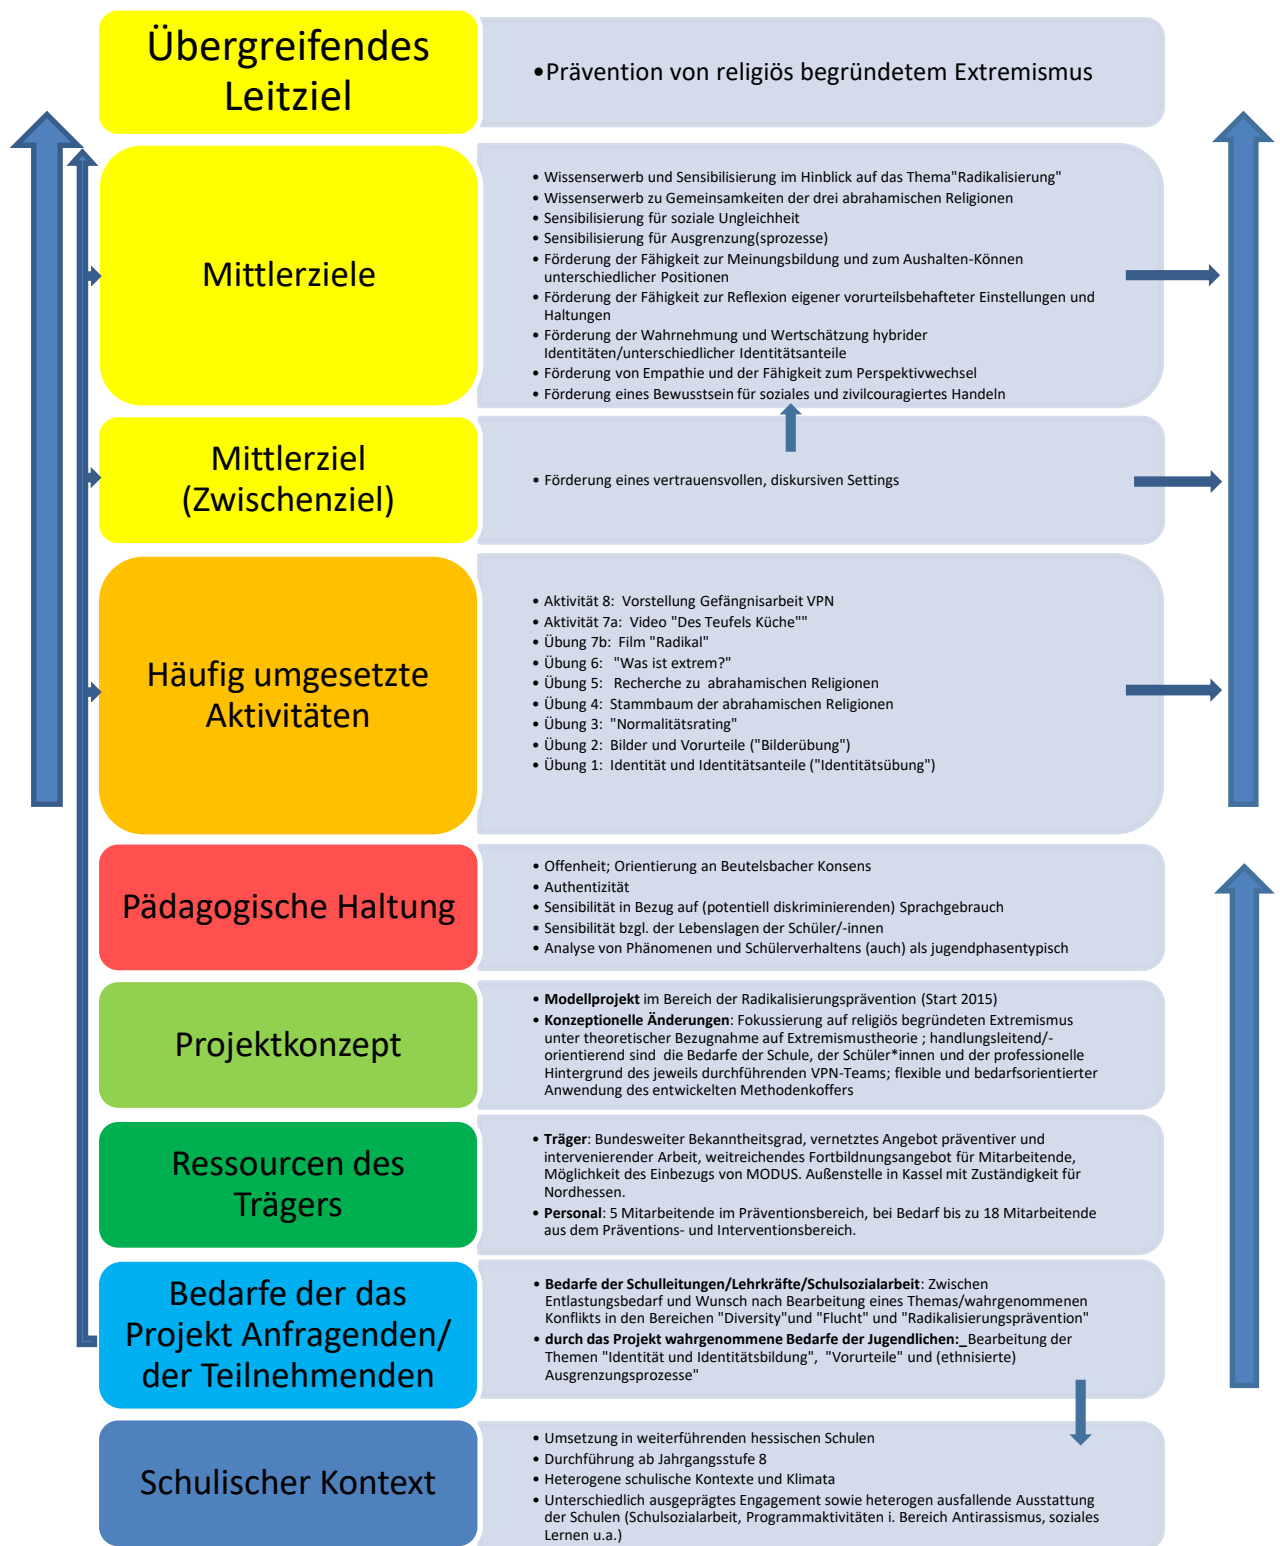 Übergreifendes
Leitziel
•Prävention von religiös begründetem Extremismus
Mittlerziele
• Wissenserwerb und Sensibilisierung im Hinblick auf das Thema"Radikalisierung"
• Wissenserwerb zu Gemeinsamkeiten der drei abrahamischen Religionen
• Sensibilisierung für soziale Ungleichheit
• Sensibilisierung für Ausgrenzung(sprozesse)
• Förderung der Fähigkeit zur Meinungsbildung und zum Aushalten-Können
unterschiedlicher Positionen
• Förderung der Fähigkeit zur Reflexion eigener vorurteilsbehafteter Einstellungen und
Haltungen
• Förderung der Wahrnehmung und Wertschätzung hybrider
Identitäten/unterschiedlicher Identitätsanteile
• Förderung von Empathie und der Fähigkeit zum Perspektivwechsel
• Förderung eines Bewusstsein für soziales und zivilcouragiertes Handeln
Mittlerziel
(Zwischenziel)
• Förderung eines vertrauensvollen, diskursiven Settings
Häufig umgesetzte
Aktivitäten
• Aktivität 8: Vorstellung Gefängnisarbeit VPN
• Aktivität 7a: Video "Des Teufels Küche""
• Übung 7b: Film "Radikal"
• Übung 6: "Was ist extrem?"
• Übung 5: Recherche zu abrahamischen Religionen
• Übung 4: Stammbaum der abrahamischen Religionen
• Übung 3: "Normalitätsrating"
• Übung 2: Bilder und Vorurteile ("Bilderübung")
• Übung 1: Identität und Identitätsanteile ("Identitätsübung")
Pädagogische Haltung
• Offenheit; Orientierung an Beutelsbacher Konsens
• Authentizität
• Sensibilität in Bezug auf (potentiell diskriminierenden) Sprachgebrauch
• Sensibilität bzgl. der Lebenslagen der Schüler/-innen
• Analyse von Phänomenen und Schülerverhaltens (auch) als jugendphasentypisch
Projektkonzept
• Modellprojekt im Bereich der Radikalisierungsprävention (Start 2015)
• Konzeptionelle Änderungen: Fokussierung auf religiös begründeten Extremismus
unter theoretischer Bezugnahme auf Extremismustheorie ; handlungsleitend/-
orientierend sind die Bedarfe der Schule, der Schüler*innen und der professionelle
Hintergrund des jeweils durchführenden VPN-Teams; flexible und bedarfsorientierter
Anwendung des entwickelten Methodenkoffers
Ressourcen des
Trägers
• Träger: Bundesweiter Bekanntheitsgrad, vernetztes Angebot präventiver und
intervenierender Arbeit, weitreichendes Fortbildnungsangebot für Mitarbeitende,
Möglichkeit des Einbezugs von MODUS. Außenstelle in Kassel mit Zuständigkeit für
Nordhessen.
• Personal: 5 Mitarbeitende im Präventionsbereich, bei Bedarf bis zu 18 Mitarbeitende
aus dem Präventions- und Interventionsbereich.
Bedarfe der das
Projekt Anfragenden/
der Teilnehmenden
• Bedarfe der Schulleitungen/Lehrkräfte/Schulsozialarbeit: Zwischen
Entlastungsbedarf und Wunsch nach Bearbeitung eines Themas/wahrgenommenen
Konflikts in den Bereichen "Diversity"und "Flucht" und "Radikalisierungsprävention"
• durch das Projekt wahrgenommene Bedarfe der Jugendlichen:_Bearbeitung der
Themen "Identität und Identitätsbildung", "Vorurteile" und (ethnisierte)
Ausgrenzungsprozesse"
Schulischer Kontext
• Umsetzung in weiterführenden hessischen Schulen
• Durchführung ab Jahrgangsstufe 8
• Heterogene schulische Kontexte und Klimata
• Unterschiedlich ausgeprägtes Engagement sowie heterogen ausfallende Ausstattung
der Schulen (Schulsozialarbeit, Programmaktivitäten i. Bereich Antirassismus, soziales
Lernen u.a.)